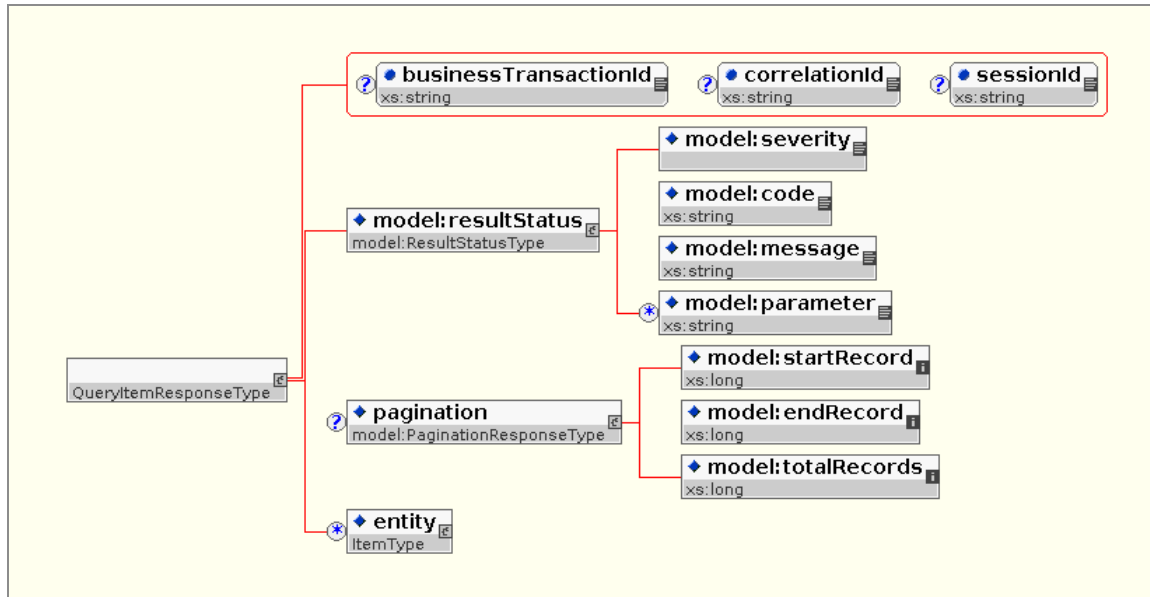 businessTransactionId
xs:string
correlationId
xs:string
sessionId
xs:string
model:severity
model:code
xs:string
model:resultStatus
model:ResultStatusType
model:message
xs:string
model:parameter
xs:string
QueryItemResponseType
model:startRecord
xs:long
pagination
model:PaginationResponseType
model:endRecord
xs:long
model:totalRecords
xs:long
entity
ItemType